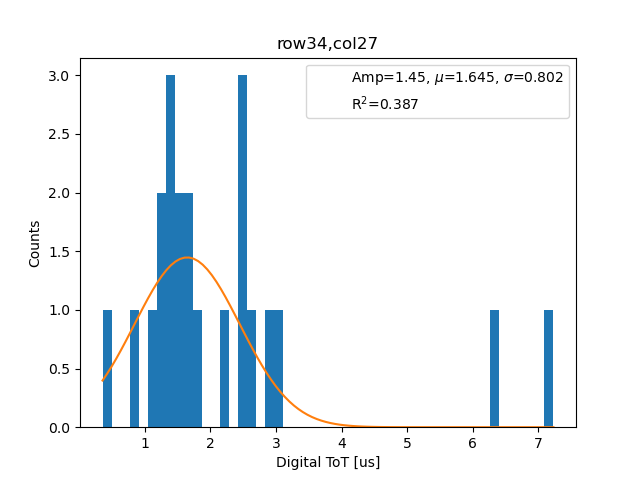 row34,col27
Amp=1.45, μ=1.645, σ=0.802
R²=0.387
3.0
2.5
2.0
1.5
1.0
0.5
0.0
Counts
1 2 3 4 5 6 7
Digital ToT [us]